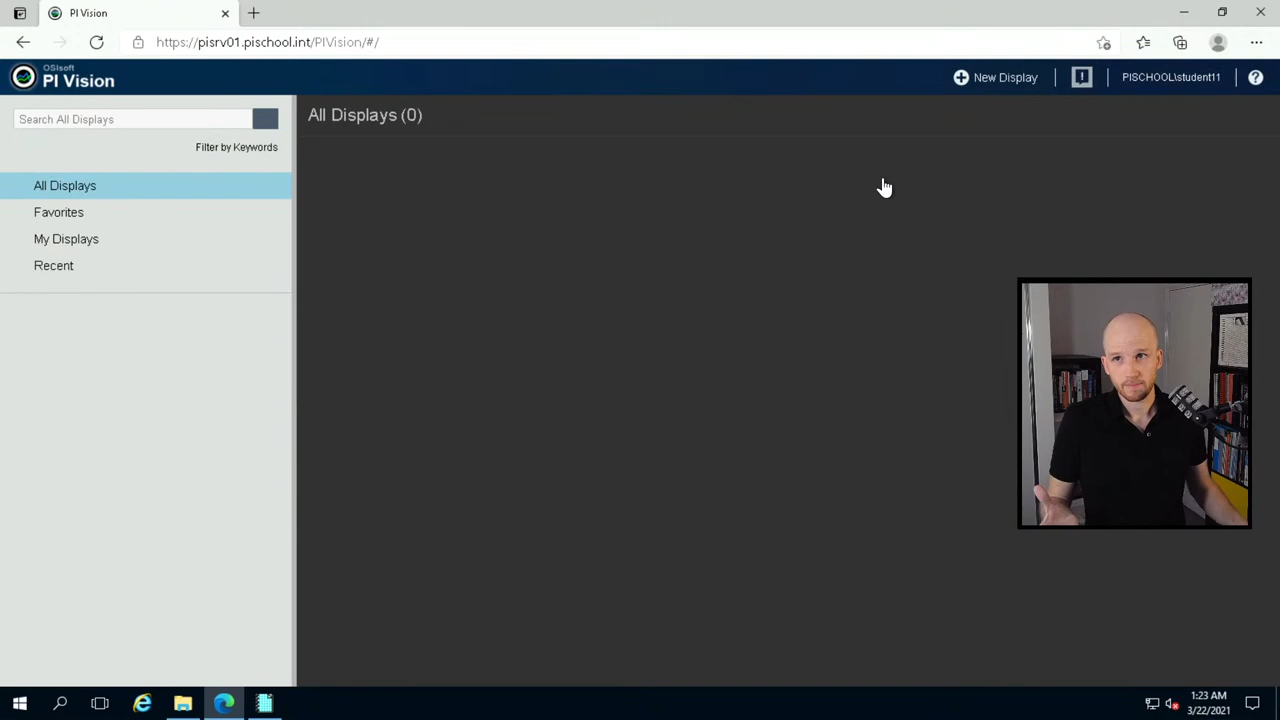 PI Vision
https://pisrv01.pischool.int/PIVision/#/
OSIsoft
PI Vision
New Display
PISCHOOL\student11
Search All Displays
Filter by Keywords
All Displays
Favorites
My Displays
Recent
All Displays (0)
1:23 AM
3/22/2021